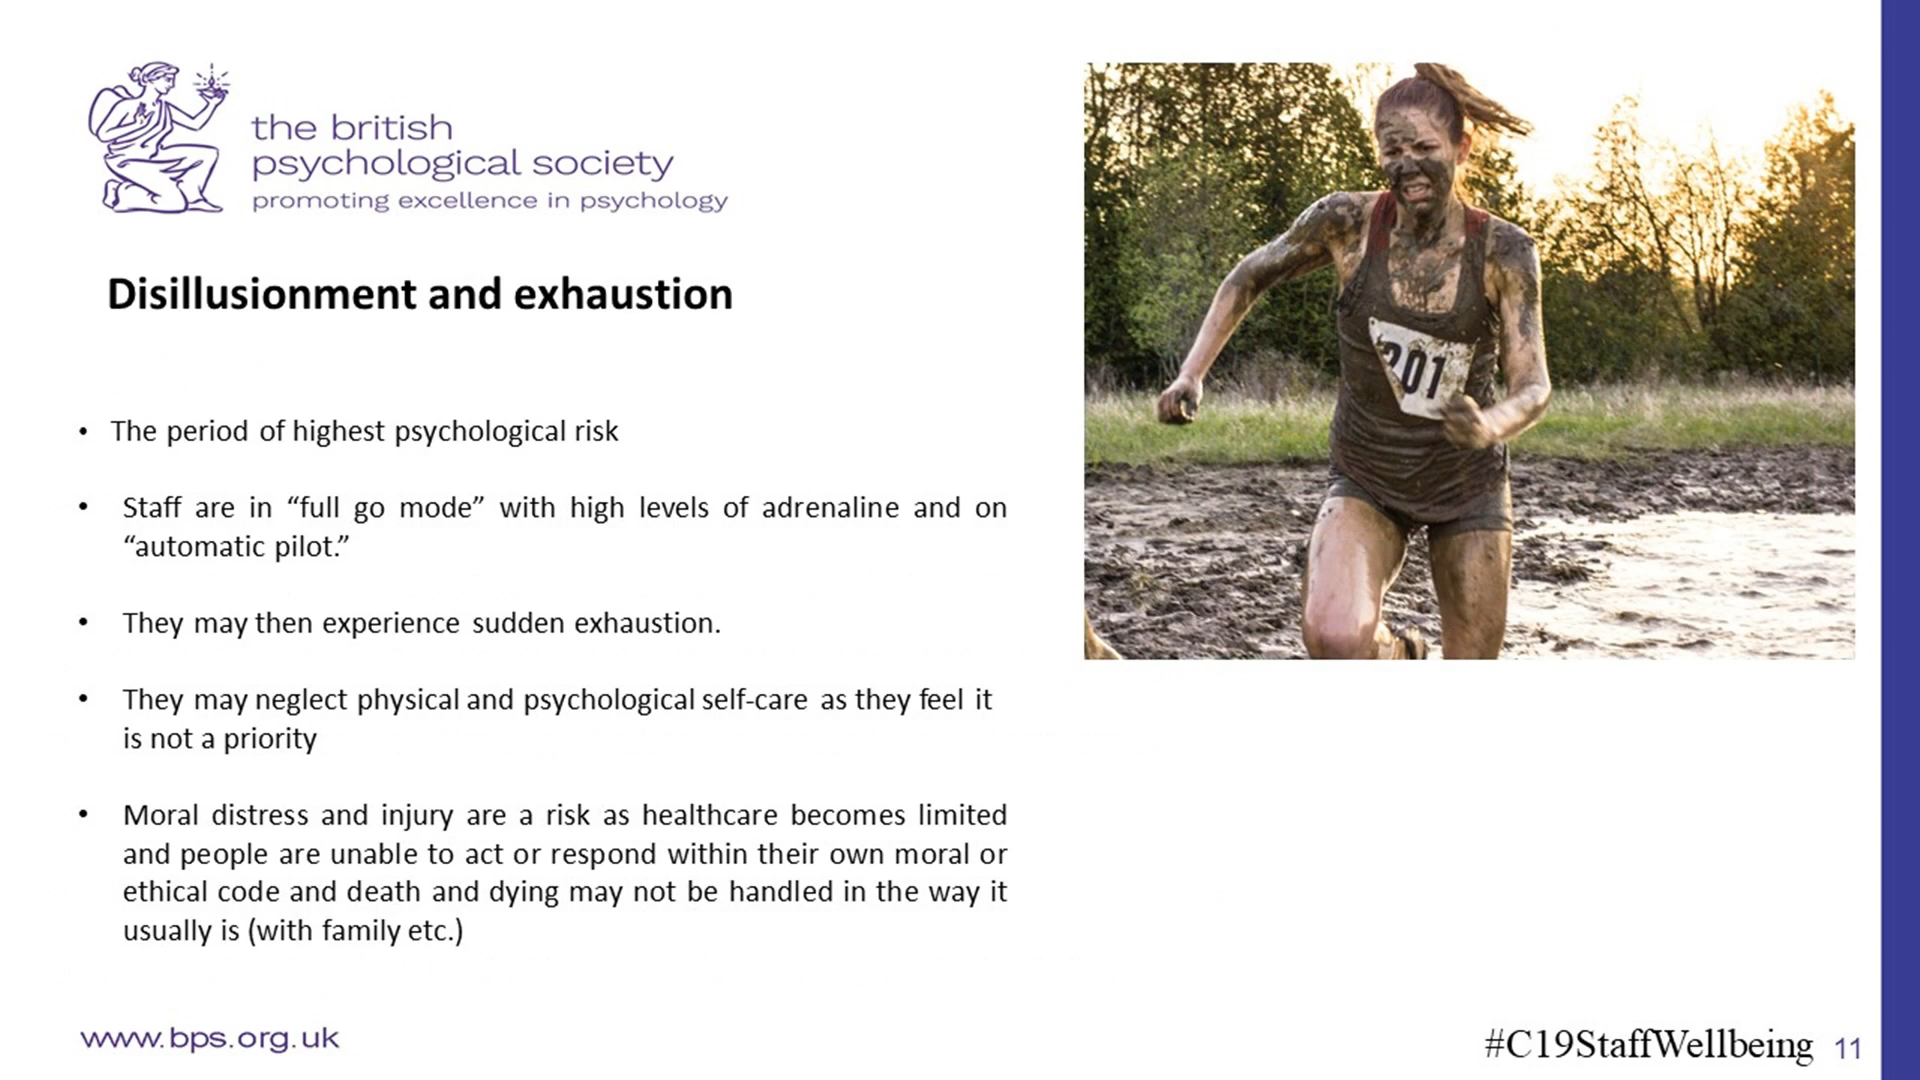 the british
psychological society
promoting excellence in psychology
Disillusionment and exhaustion
• The period of highest psychological risk
• Staff are in “full go mode” with high levels of adrenaline and on
“automatic pilot.”
• They may then experience sudden exhaustion.
• They may neglect physical and psychological self-care as they feel it
is not a priority
• Moral distress and injury are a risk as healthcare becomes limited
and people are unable to act or respond within their own moral or
ethical code and death and dying may not be handled in the way it
usually is (with family etc.)
201
www.bps.org.uk
#C19StaffWellbeing 11